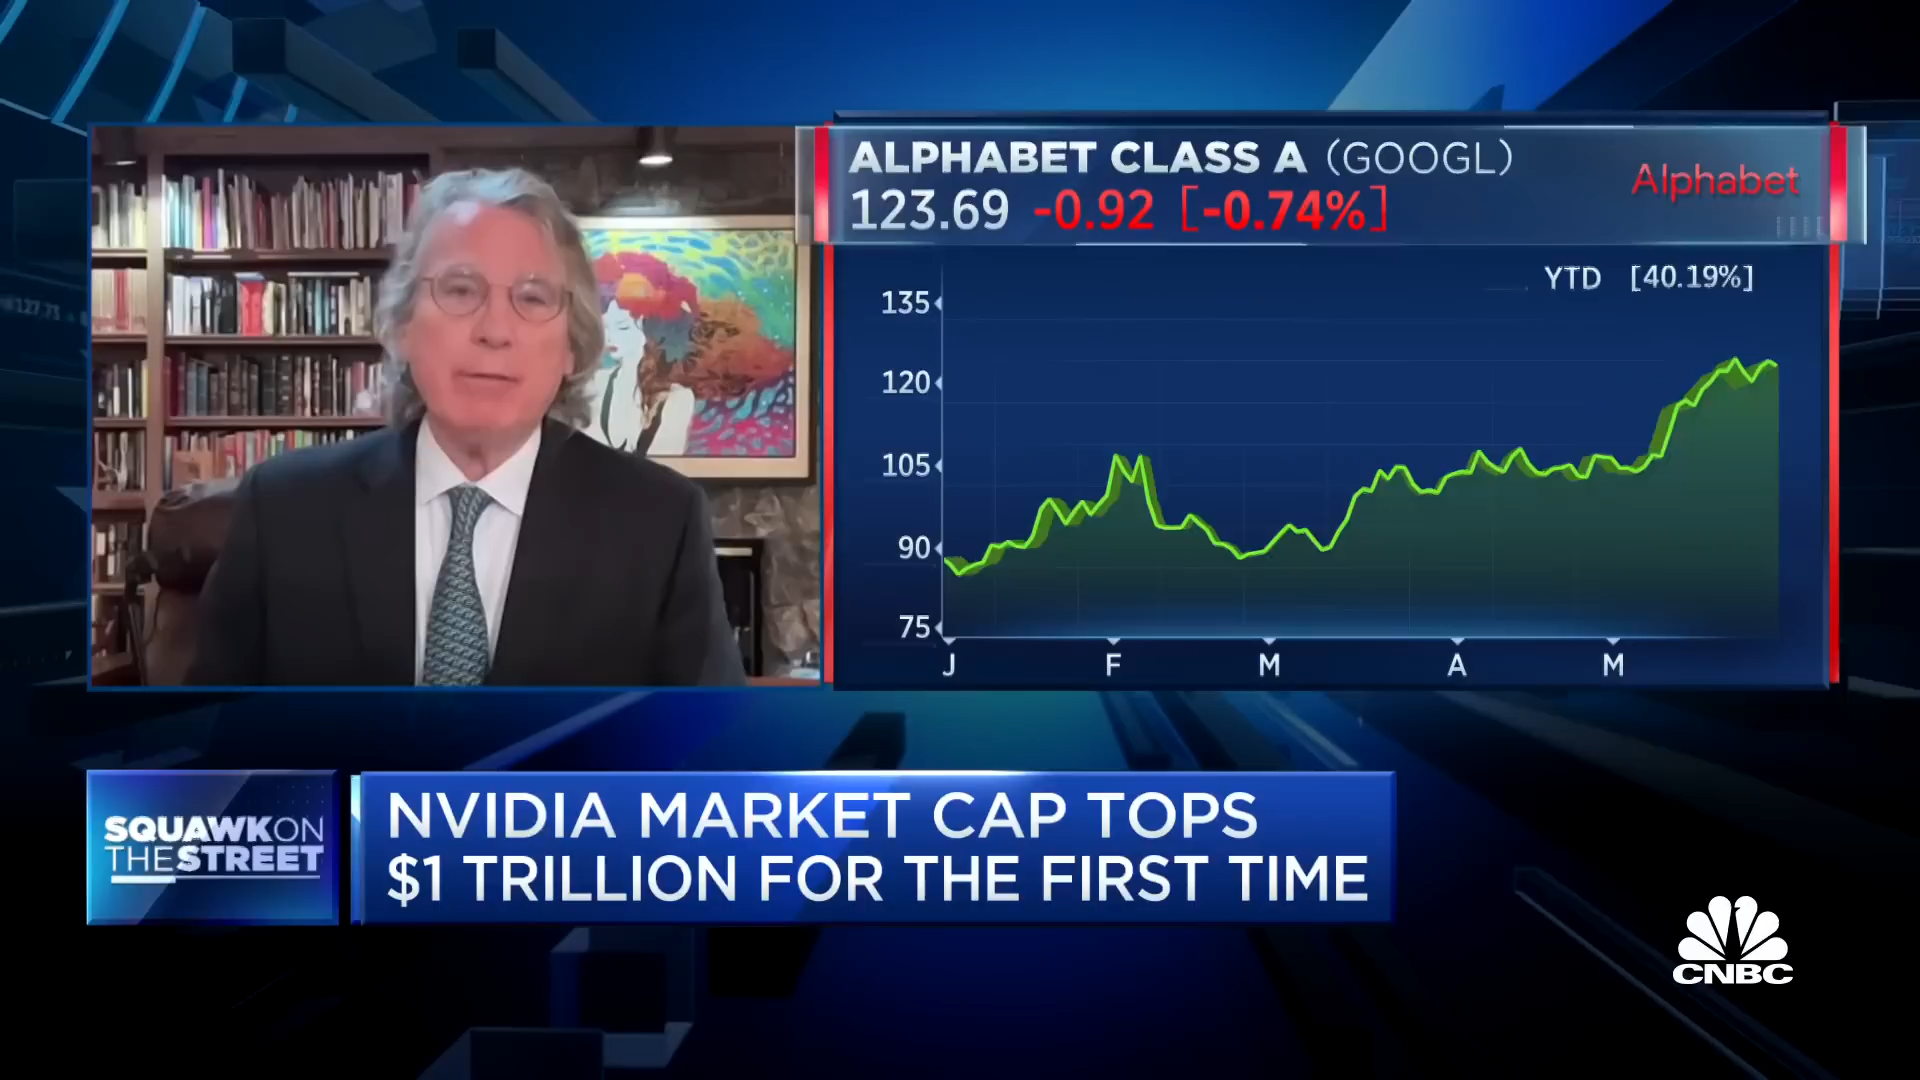 ALPHABET CLASS A (GOOGL)
123.69 -0.92 [-0.74%]
Alphabet
YTD [40.19%]
135
120
105
90
75
J F M A M
SQUAWK ON
THE STREET
NVIDIA MARKET CAP TOPS
$1 TRILLION FOR THE FIRST TIME
CNBC